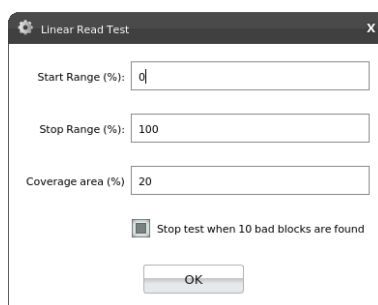 Linear Read Test X
Start Range (%): 0
Stop Range (%): 100
Coverage area (%) 20
Stop test when 10 bad blocks are found
OK